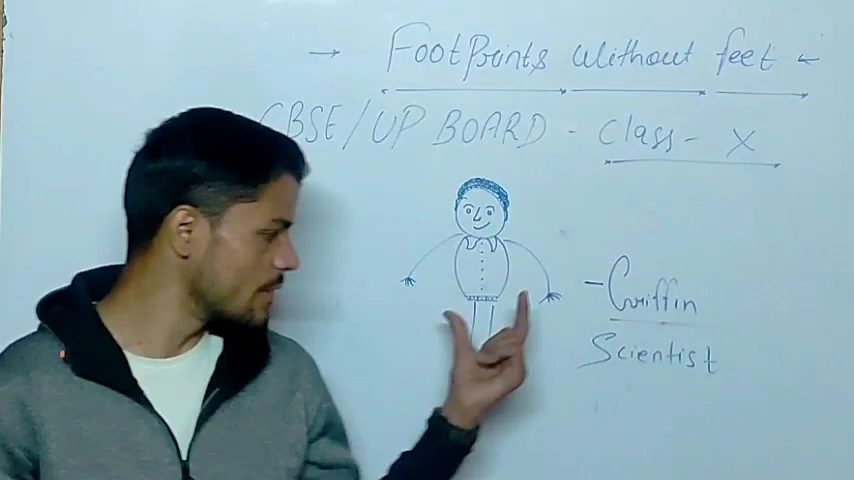 → FootPrints without feet ←
CBSE/UP BOARD - Class - X
- Griffin
Scientist